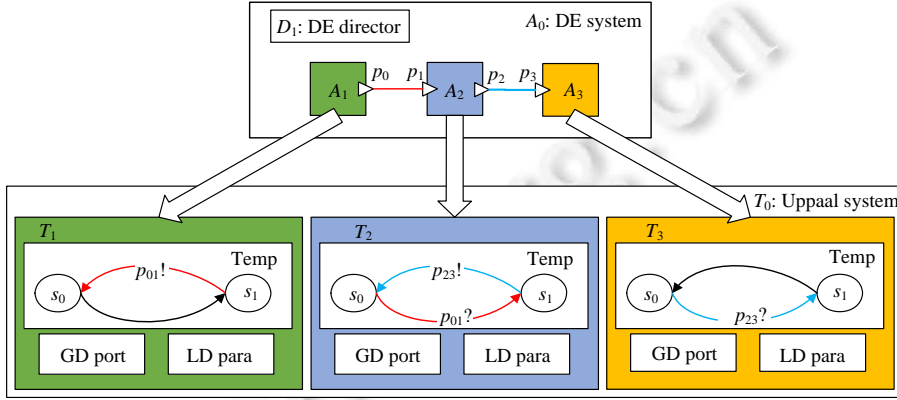 D₁: DE director
A₀: DE system
p₀ p₁ p₂ p₃
A₁ A₂ A₃
T₀: Uppaal system
T₁ T₂ T₃
Temp Temp Temp
p₀₁! p₂₃!
s₀ s₁ s₀ s₁ s₀ s₁
p₀₁? p₂₃?
GD port LD para GD port LD para GD port LD para